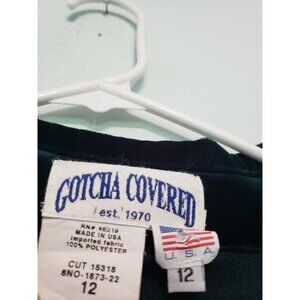 GOTCHA COVERED
est. 1970
RN# 46319
MADE IN USA
imported fabric
100% POLYESTER
CUT 15318
8NO-1873-22
12
U.S.A
12